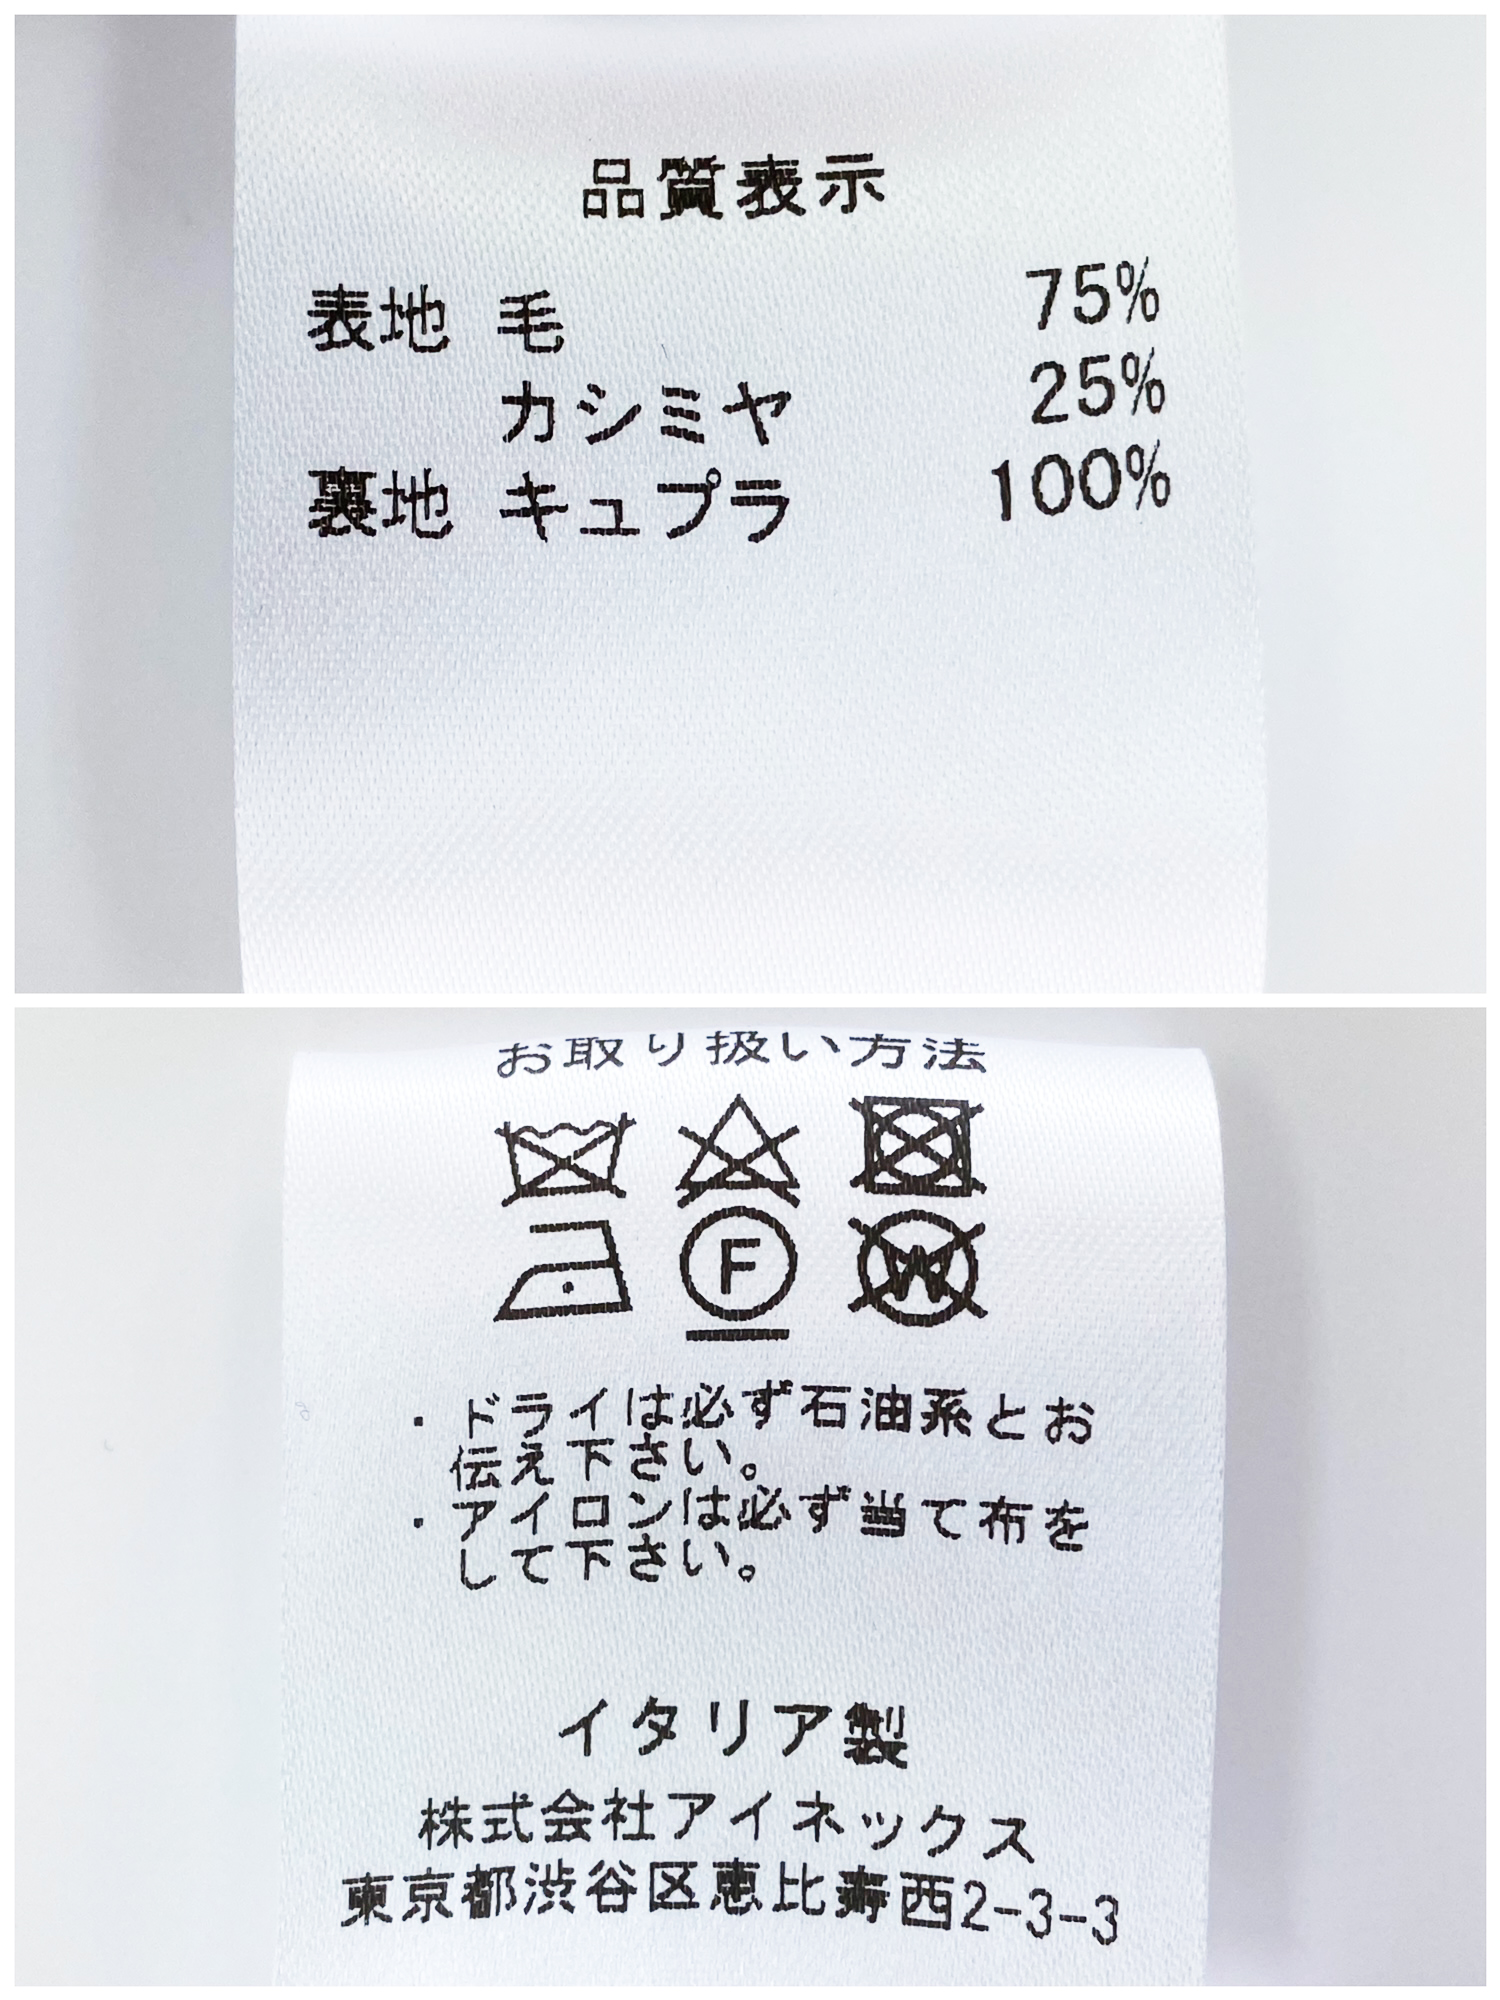 品質表示
表地 毛 75%
カシミヤ 25%
裏地 キュプラ 100%
お取り扱い方法
F W
・ドライは必ず石油系とお
伝え下さい。
・アイロンは必ず当て布を
して下さい。
イタリア製
株式会社アイネックス
東京都渋谷区恵比寿西2-3-3